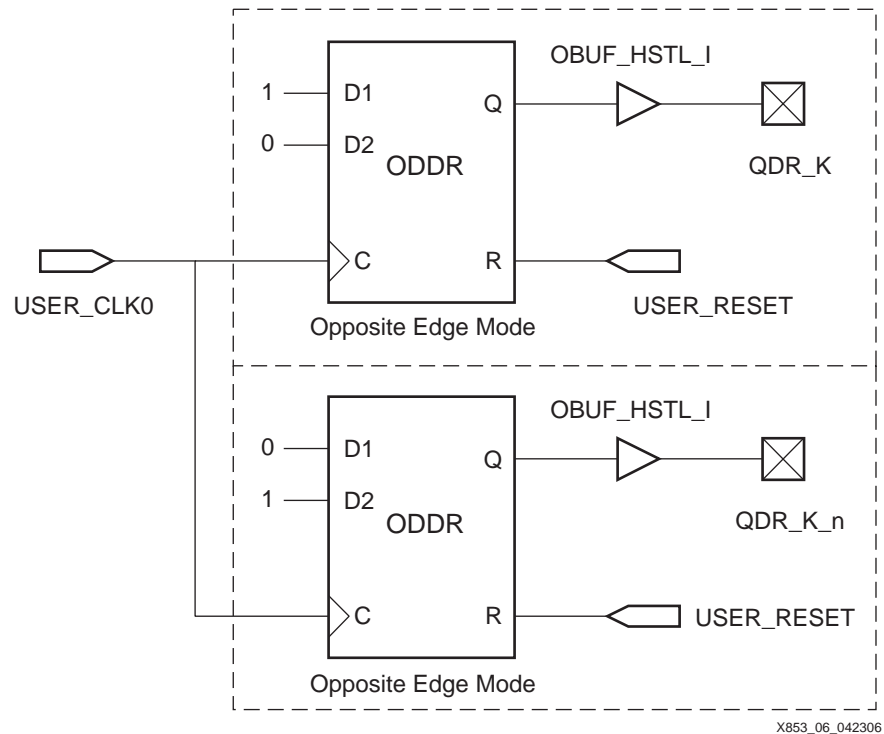 OBUF_HSTL_I
1
D1
Q
0
D2
ODDR
QDR_K
C
R
USER_CLK0
USER_RESET
Opposite Edge Mode
OBUF_HSTL_I
0
D1
Q
1
D2
ODDR
QDR_K_n
C
R
USER_RESET
Opposite Edge Mode
X853_06_042306